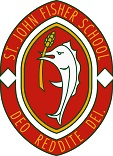 ST. JOHN FISHER SCHOOL
DEO REDDITE DEI.